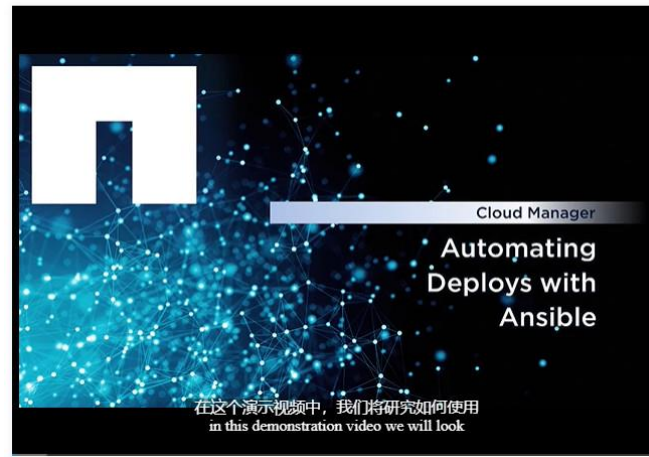 Cloud Manager
Automating
Deploys with
Ansible
在这个演示视频中，我们将研究如何使用
in this demonstration video we will look